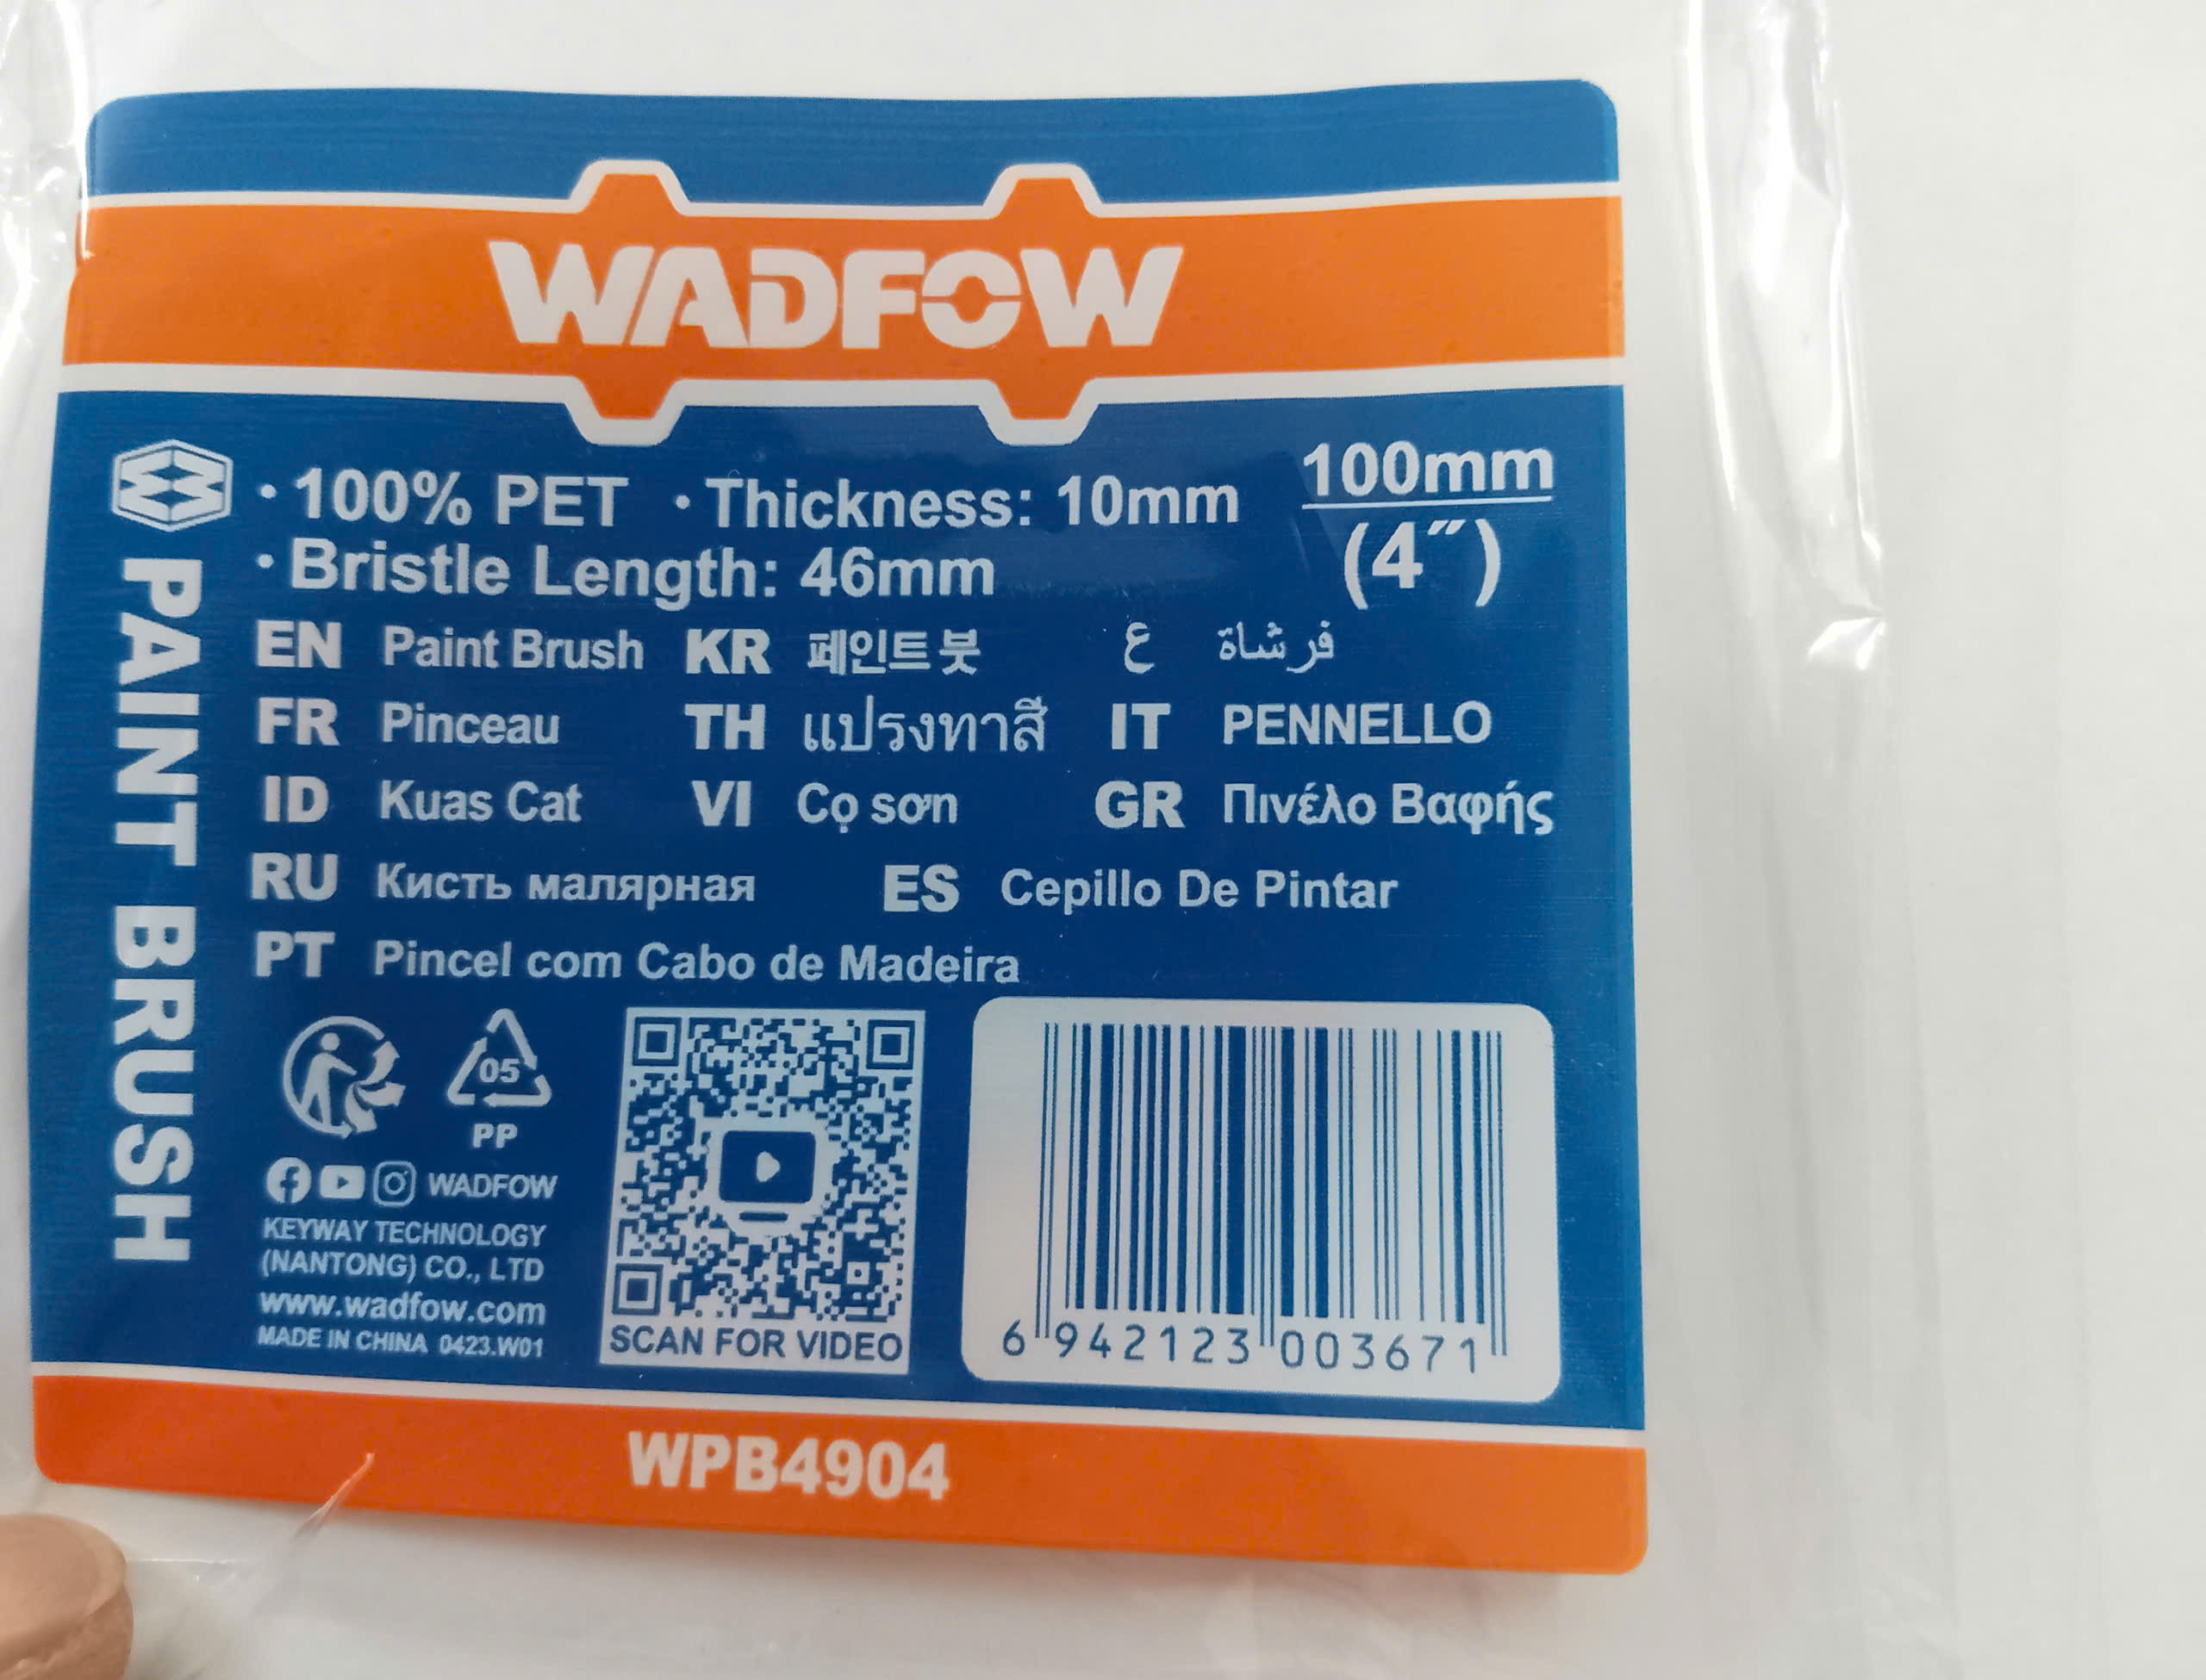 WADFOW
PAINT BRUSH
· 100% PET · Thickness: 10mm
· Bristle Length: 46mm
100mm
(4″)
EN Paint Brush KR 페인트 붓 ع فرشاة
FR Pinceau TH แปรงทาสี IT PENNELLO
ID Kuas Cat VI Cọ sơn GR Πινέλο Βαφής
RU Кисть малярная ES Cepillo De Pintar
PT Pincel com Cabo de Madeira
05
PP
WADFOW
KEYWAY TECHNOLOGY
(NANTONG) CO., LTD
www.wadfow.com
MADE IN CHINA 0423.W01
SCAN FOR VIDEO
6 942123 003671
WPB4904